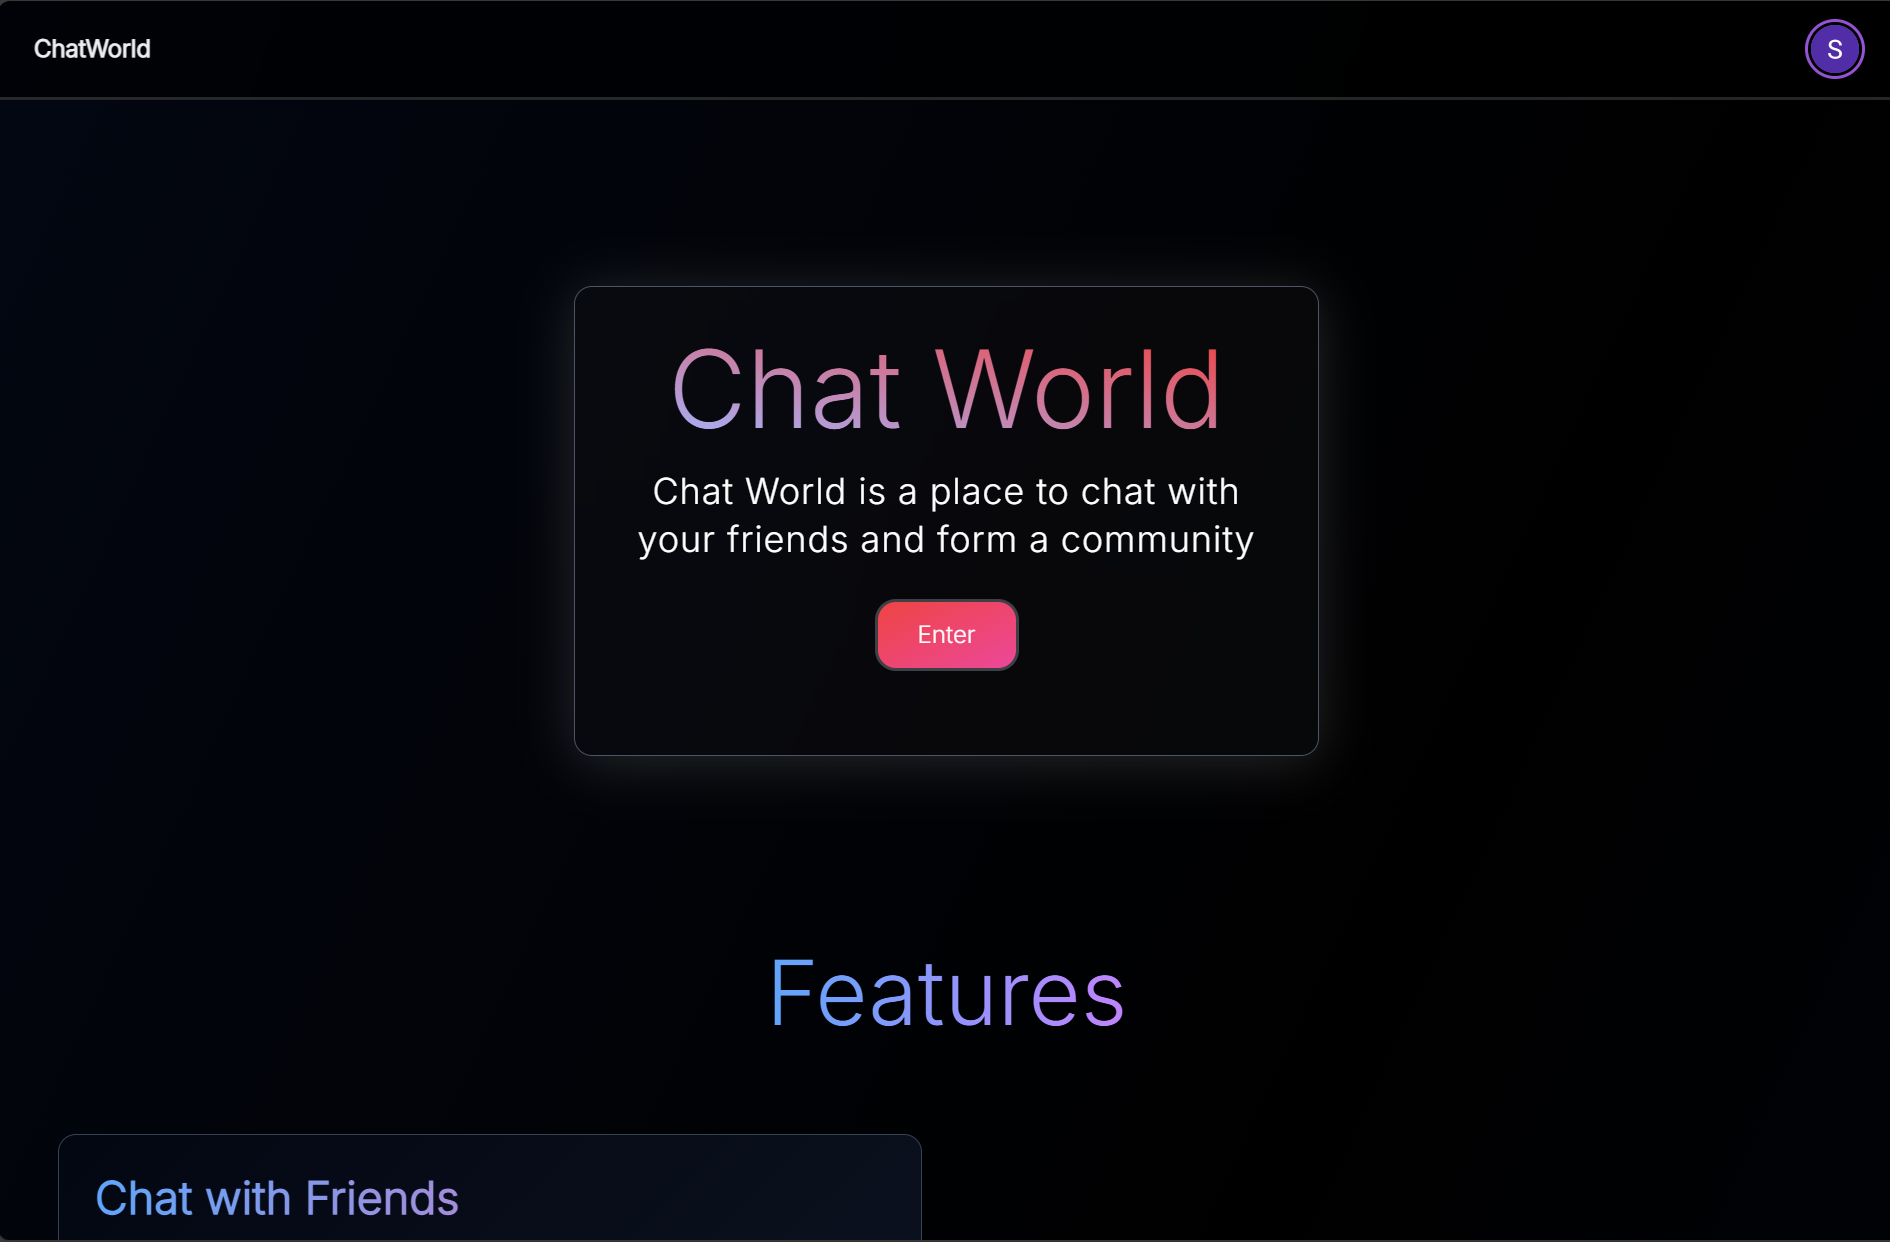 ChatWorld
S
Chat World
Chat World is a place to chat with
your friends and form a community
Enter
Features
Chat with Friends